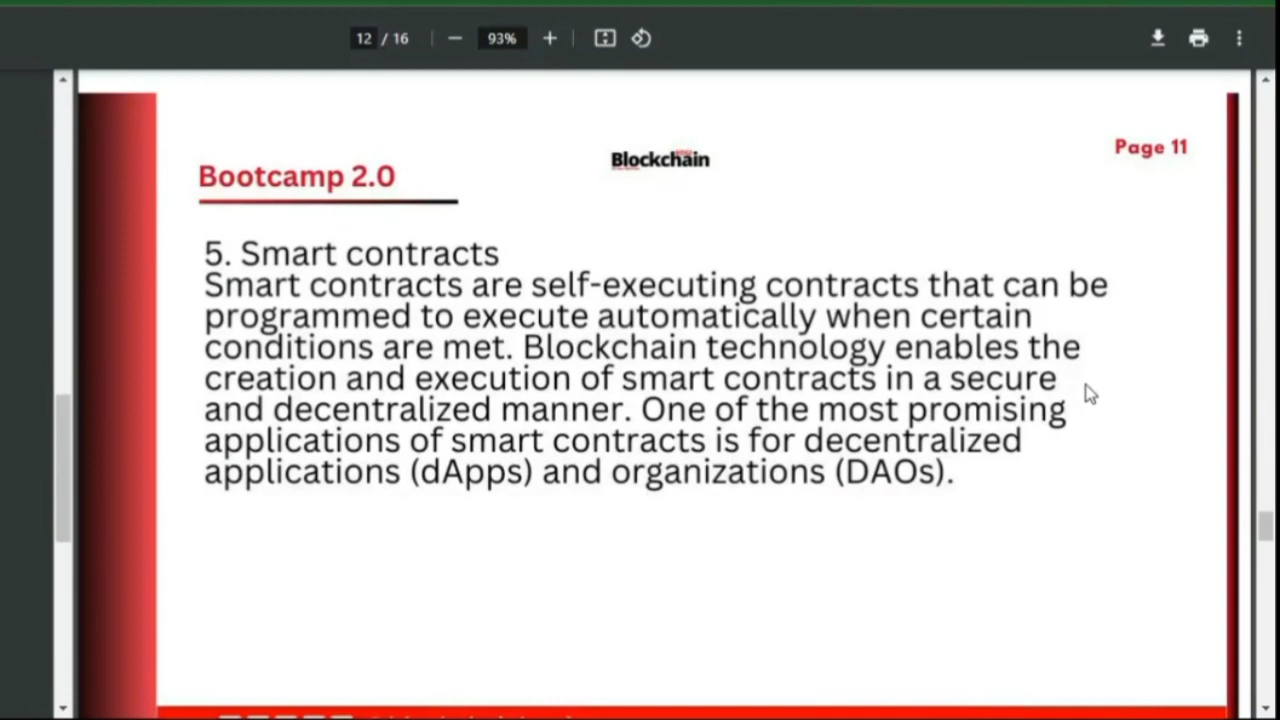 12 / 16
93%
Page 11
Blockchain
Bootcamp 2.0
5. Smart contracts
Smart contracts are self-executing contracts that can be
programmed to execute automatically when certain
conditions are met. Blockchain technology enables the
creation and execution of smart contracts in a secure
and decentralized manner. One of the most promising
applications of smart contracts is for decentralized
applications (dApps) and organizations (DAOs).